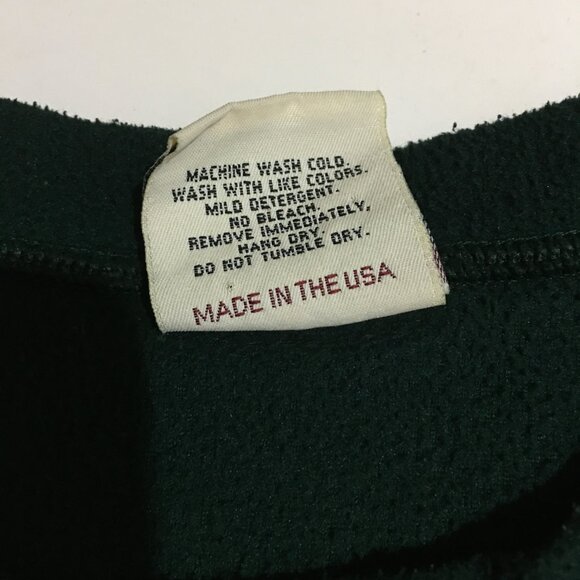 MACHINE WASH COLD.
WASH WITH LIKE COLORS.
MILD DETERGENT.
NO BLEACH.
REMOVE IMMEDIATELY,
HANG DRY.
DO NOT TUMBLE DRY.
MADE IN THE USA